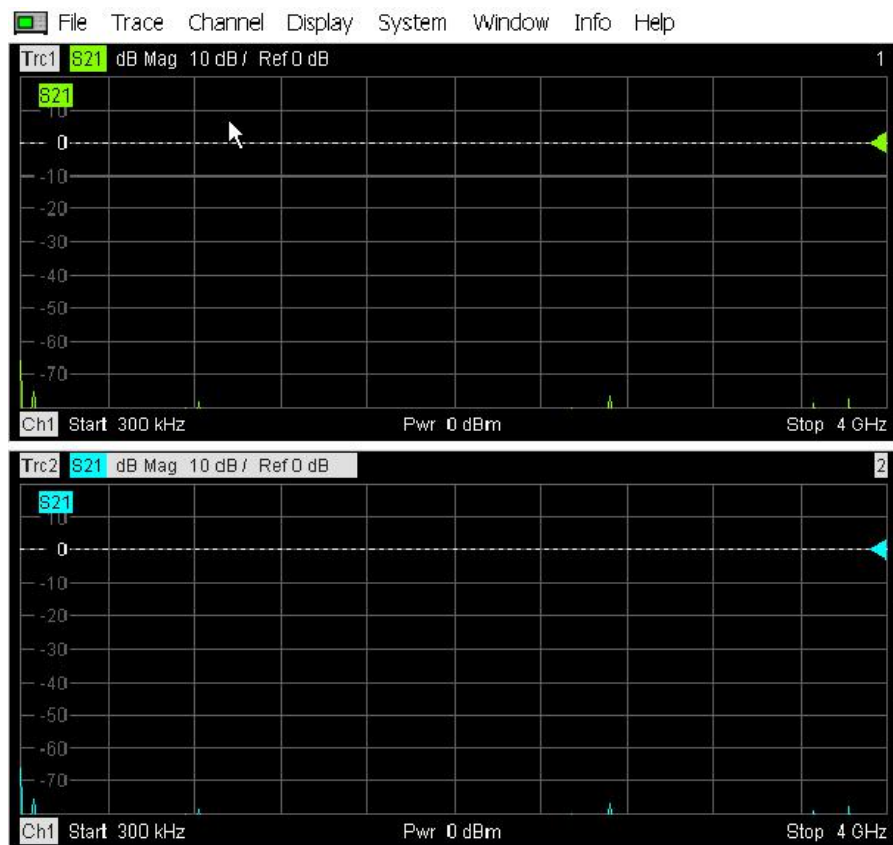 File Trace Channel Display System Window Info Help
Trc1 S21 dB Mag 10 dB / Ref 0 dB 1
S21
10
0
-10
-20
-30
-40
-50
-60
-70
Ch1 Start 300 kHz Pwr 0 dBm Stop 4 GHz
Trc2 S21 dB Mag 10 dB / Ref 0 dB 2
S21
10
0
-10
-20
-30
-40
-50
-60
-70
Ch1 Start 300 kHz Pwr 0 dBm Stop 4 GHz